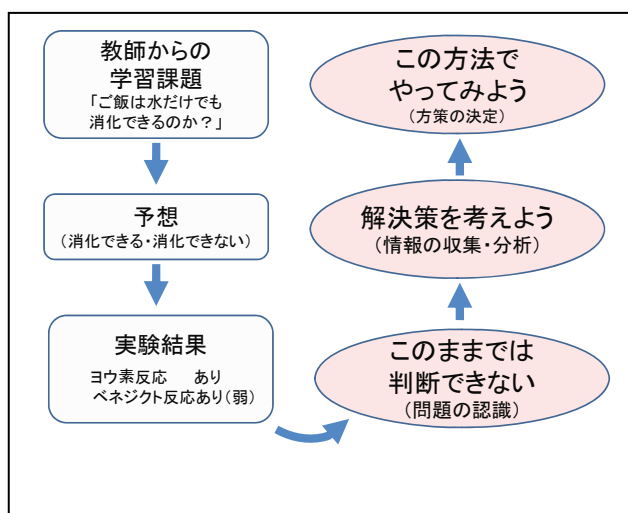 教師からの
学習課題
「ご飯は水だけでも
消化できるのか？」
予想
（消化できる・消化できない）
実験結果
ヨウ素反応　あり
ベネジクト反応あり（弱）
このままでは
判断できない
（問題の認識）
解決策を考えよう
（情報の収集・分析）
この方法で
やってみよう
（方策の決定）